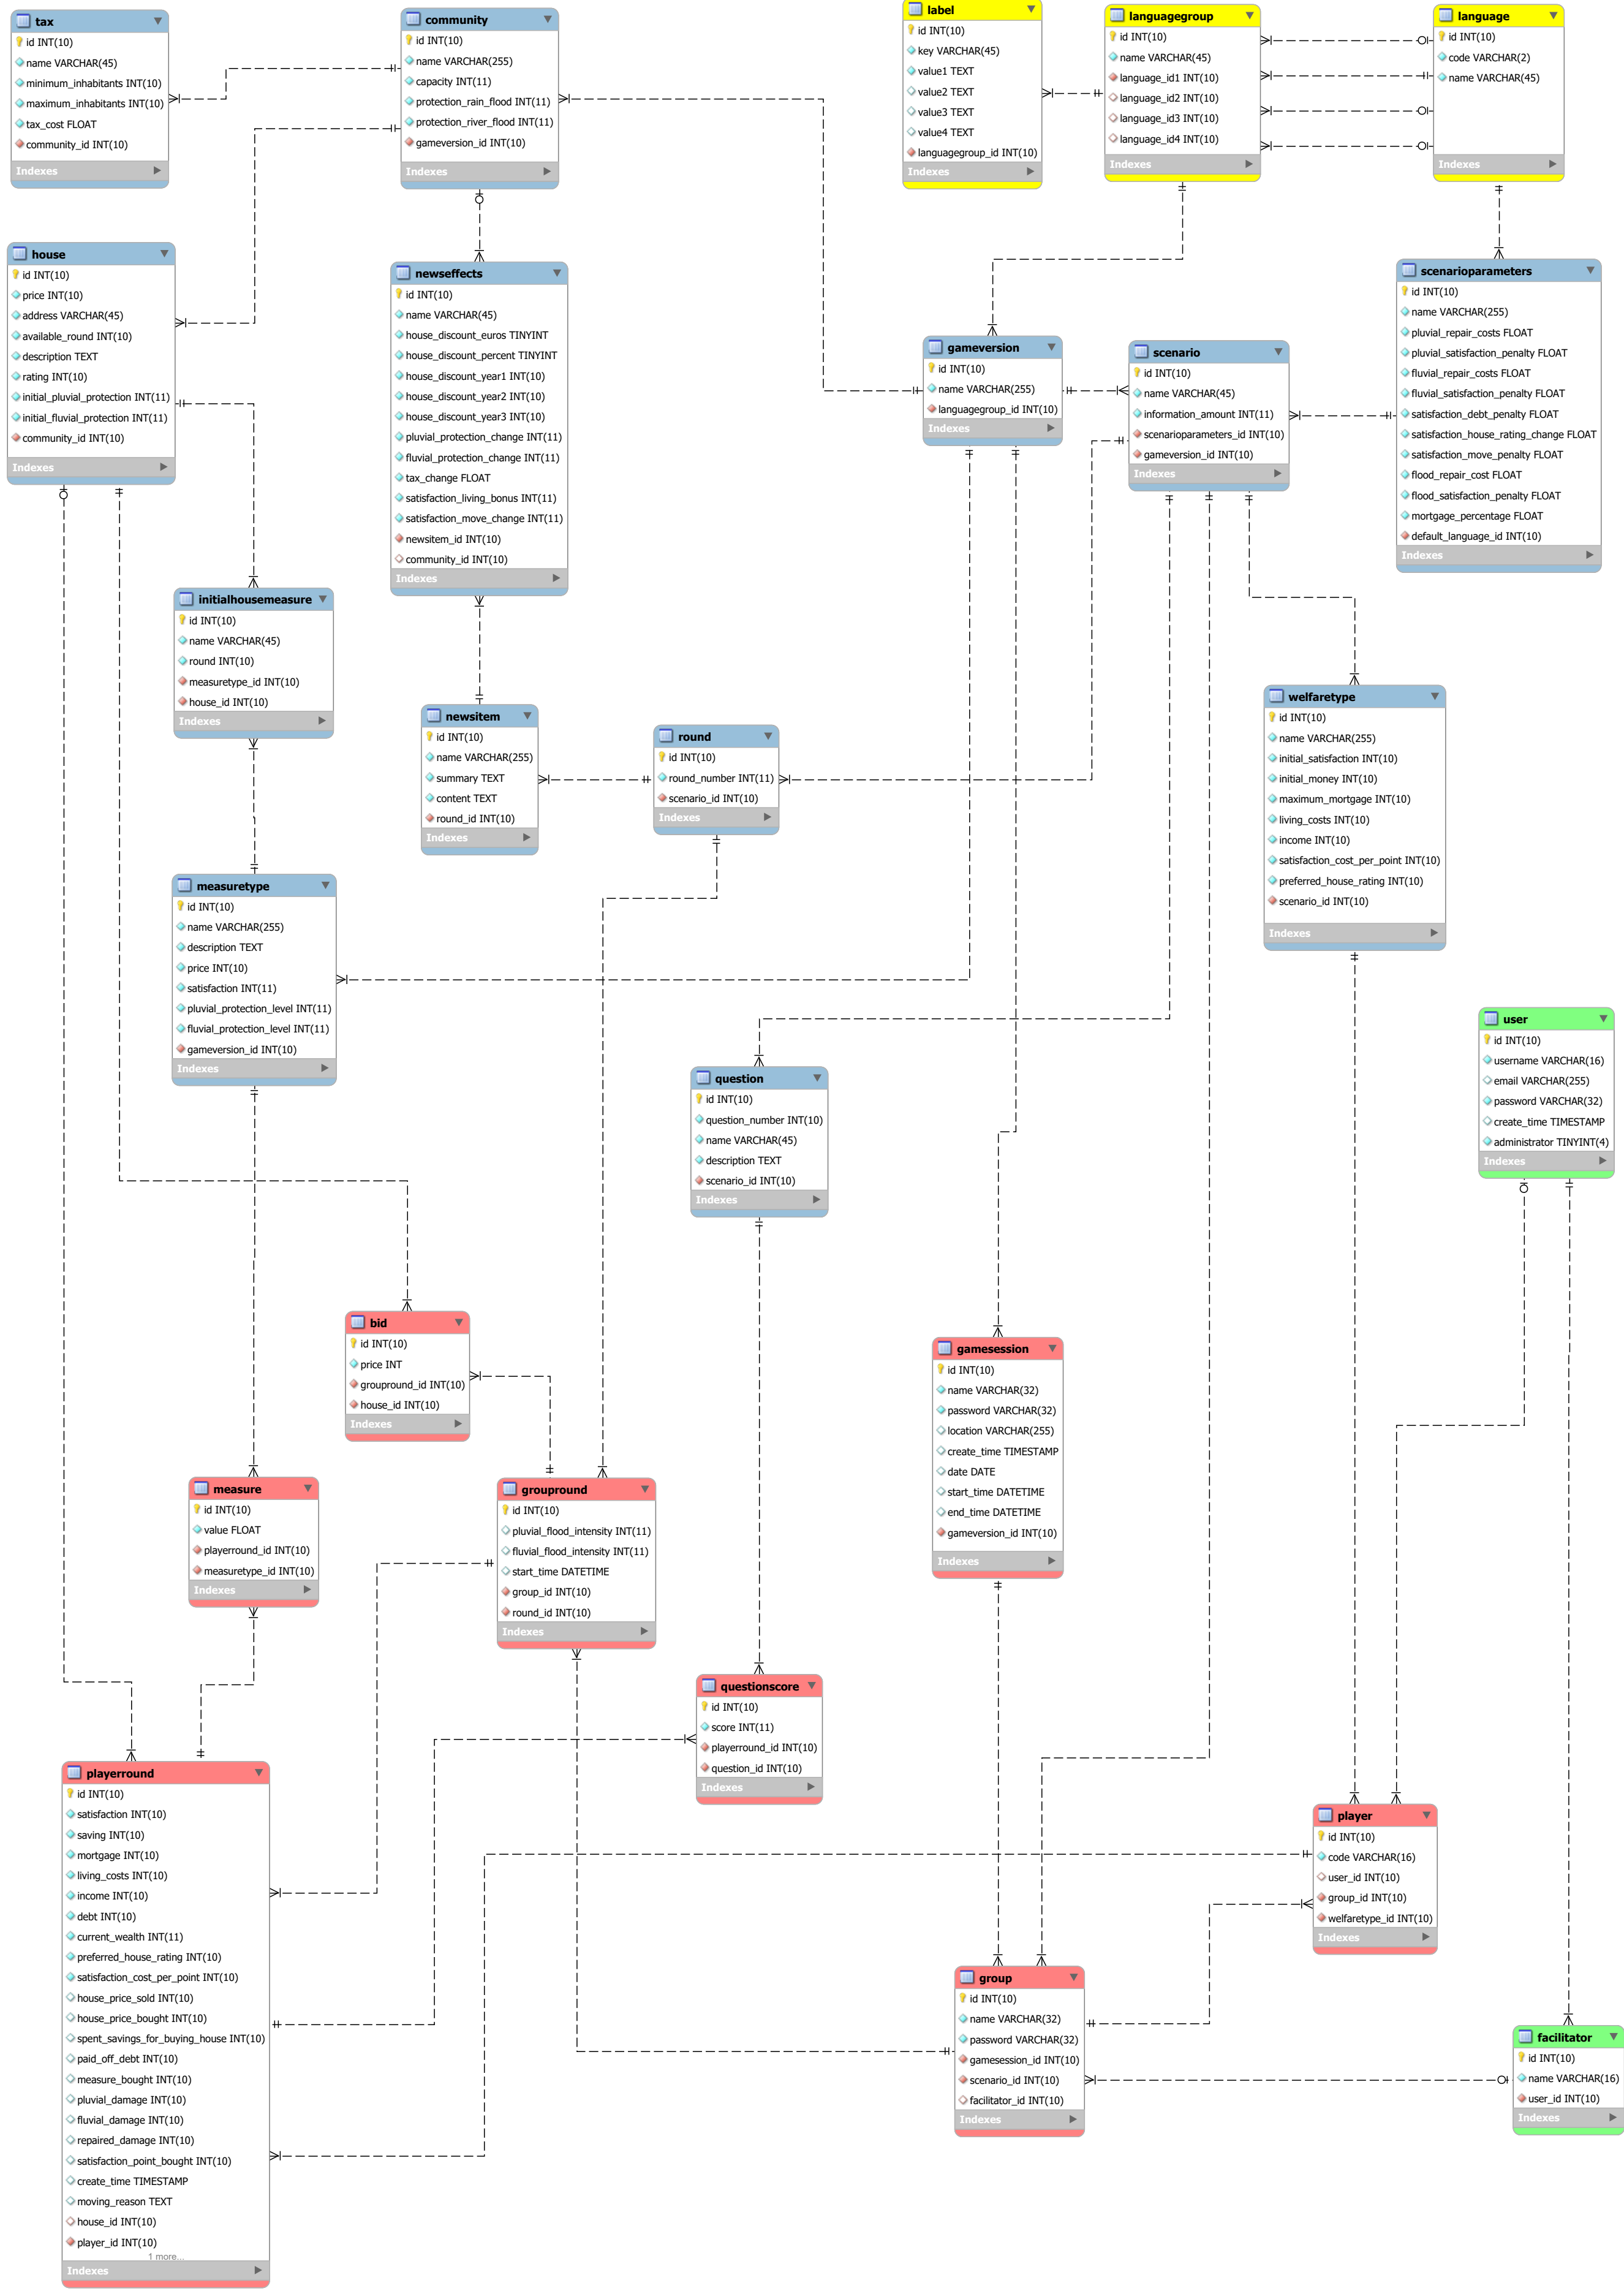 tax
id INT(10)
name VARCHAR(45)
minimum_inhabitants INT(10)
maximum_inhabitants INT(10)
tax_cost FLOAT
community_id INT(10)
Indexes
community
id INT(10)
name VARCHAR(255)
capacity INT(11)
protection_rain_flood INT(11)
protection_river_flood INT(11)
gameversion_id INT(10)
Indexes
label
id INT(10)
key VARCHAR(45)
value1 TEXT
value2 TEXT
value3 TEXT
value4 TEXT
languagegroup_id INT(10)
Indexes
languagegroup
id INT(10)
name VARCHAR(45)
language_id1 INT(10)
language_id2 INT(10)
language_id3 INT(10)
language_id4 INT(10)
Indexes
language
id INT(10)
code VARCHAR(2)
name VARCHAR(45)
Indexes
house
id INT(10)
price INT(10)
address VARCHAR(45)
available_round INT(10)
description TEXT
rating INT(10)
initial_pluvial_protection INT(11)
initial_fluvial_protection INT(11)
community_id INT(10)
Indexes
newseffects
id INT(10)
name VARCHAR(45)
house_discount_euros TINYINT
house_discount_percent TINYINT
house_discount_year1 INT(10)
house_discount_year2 INT(10)
house_discount_year3 INT(10)
pluvial_protection_change INT(11)
fluvial_protection_change INT(11)
tax_change FLOAT
satisfaction_living_bonus INT(11)
satisfaction_move_change INT(11)
newsitem_id INT(10)
community_id INT(10)
Indexes
gameversion
id INT(10)
name VARCHAR(255)
languagegroup_id INT(10)
Indexes
scenario
id INT(10)
name VARCHAR(45)
information_amount INT(11)
scenarioparameters_id INT(10)
gameversion_id INT(10)
Indexes
scenarioparameters
id INT(10)
name VARCHAR(255)
pluvial_repair_costs FLOAT
pluvial_satisfaction_penalty FLOAT
fluvial_repair_costs FLOAT
fluvial_satisfaction_penalty FLOAT
satisfaction_debt_penalty FLOAT
satisfaction_house_rating_change FLOAT
satisfaction_move_penalty FLOAT
flood_repair_cost FLOAT
flood_satisfaction_penalty FLOAT
mortgage_percentage FLOAT
default_language_id INT(10)
Indexes
initialhousemeasure
id INT(10)
name VARCHAR(45)
round INT(10)
measuretype_id INT(10)
house_id INT(10)
Indexes
newsitem
id INT(10)
name VARCHAR(255)
summary TEXT
content TEXT
round_id INT(10)
Indexes
round
id INT(10)
round_number INT(11)
scenario_id INT(10)
Indexes
welfaretype
id INT(10)
name VARCHAR(255)
initial_satisfaction INT(10)
initial_money INT(10)
maximum_mortgage INT(10)
living_costs INT(10)
income INT(10)
satisfaction_cost_per_point INT(10)
preferred_house_rating INT(10)
scenario_id INT(10)
Indexes
measuretype
id INT(10)
name VARCHAR(255)
description TEXT
price INT(10)
satisfaction INT(11)
pluvial_protection_level INT(11)
fluvial_protection_level INT(11)
gameversion_id INT(10)
Indexes
question
id INT(10)
question_number INT(10)
name VARCHAR(45)
description TEXT
scenario_id INT(10)
Indexes
user
id INT(10)
username VARCHAR(16)
email VARCHAR(255)
password VARCHAR(32)
create_time TIMESTAMP
administrator TINYINT(4)
Indexes
bid
id INT(10)
price INT
groupround_id INT(10)
house_id INT(10)
Indexes
gamesession
id INT(10)
name VARCHAR(32)
password VARCHAR(32)
location VARCHAR(255)
create_time TIMESTAMP
date DATE
start_time DATETIME
end_time DATETIME
gameversion_id INT(10)
Indexes
measure
id INT(10)
value FLOAT
playerround_id INT(10)
measuretype_id INT(10)
Indexes
groupround
id INT(10)
pluvial_flood_intensity INT(11)
fluvial_flood_intensity INT(11)
start_time DATETIME
group_id INT(10)
round_id INT(10)
Indexes
questionscore
id INT(10)
score INT(11)
playerround_id INT(10)
question_id INT(10)
Indexes
playerround
id INT(10)
satisfaction INT(10)
saving INT(10)
mortgage INT(10)
living_costs INT(10)
income INT(10)
debt INT(10)
current_wealth INT(11)
preferred_house_rating INT(10)
satisfaction_cost_per_point INT(10)
house_price_sold INT(10)
house_price_bought INT(10)
spent_savings_for_buying_house INT(10)
paid_off_debt INT(10)
measure_bought INT(10)
pluvial_damage INT(10)
fluvial_damage INT(10)
repaired_damage INT(10)
satisfaction_point_bought INT(10)
create_time TIMESTAMP
moving_reason TEXT
house_id INT(10)
player_id INT(10)
1 more...
Indexes
player
id INT(10)
code VARCHAR(16)
user_id INT(10)
group_id INT(10)
welfaretype_id INT(10)
Indexes
group
id INT(10)
name VARCHAR(32)
password VARCHAR(32)
gamesession_id INT(10)
scenario_id INT(10)
facilitator_id INT(10)
Indexes
facilitator
id INT(10)
name VARCHAR(16)
user_id INT(10)
Indexes